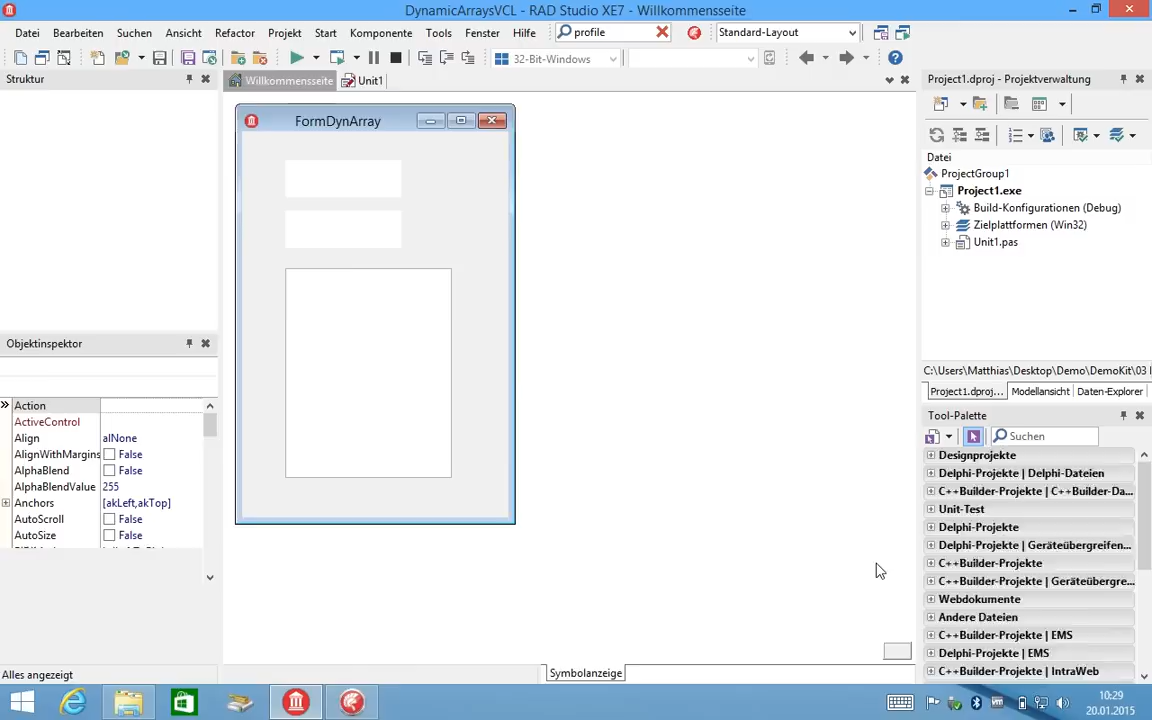 DynamicArraysVCL - RAD Studio XE7 - Willkommensseite
Datei Bearbeiten Suchen Ansicht Refactor Projekt Start Komponente Tools Fenster Hilfe profile Standard-Layout
32-Bit-Windows
Struktur
Willkommensseite Unit1
Project1.dproj - Projektverwaltung
FormDynArray
Datei
ProjectGroup1
Project1.exe
Build-Konfigurationen (Debug)
Zielplattformen (Win32)
Unit1.pas
Objektinspektor
C:\Users\Matthias\Desktop\Demo\DemoKit\03
Project1.dproj... Modellansicht Daten-Explorer
Action
ActiveControl
Align alNone
AlignWithMargins False
AlphaBlend False
AlphaBlendValue 255
Anchors [akLeft,akTop]
AutoScroll False
AutoSize False
Tool-Palette
Suchen
Designprojekte
Delphi-Projekte | Delphi-Dateien
C++Builder-Projekte | C++Builder-Da...
Unit-Test
Delphi-Projekte
Delphi-Projekte | Geräteübergreifen...
C++Builder-Projekte
C++Builder-Projekte | Geräteübergre...
Webdokumente
Andere Dateien
C++Builder-Projekte | EMS
Delphi-Projekte | EMS
C++Builder-Projekte | IntraWeb
Alles angezeigt
Symbolanzeige
10:29
20.01.2015